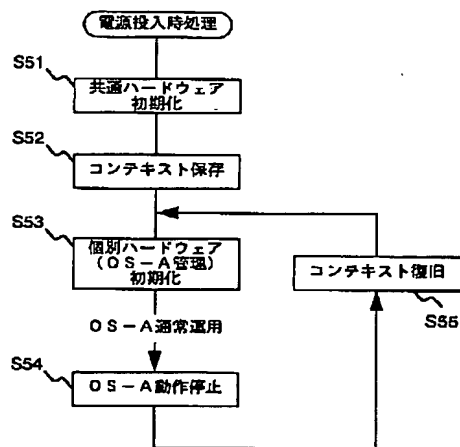 電源投入時処理
S51
共通ハードウェア
初期化
S52
コンテキスト保存
S53
個別ハードウェア
(OS-A管理)
初期化
コンテキスト復旧
S55
OS-A通常運用
S54
OS-A動作停止